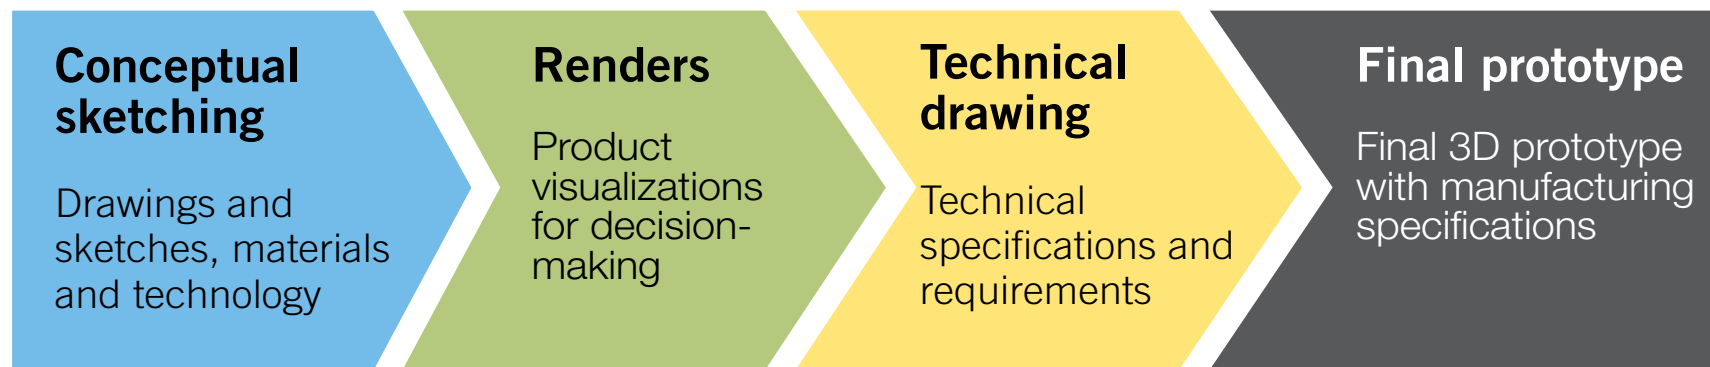 Conceptual
sketching
Drawings and
sketches, materials
and technology
Renders
Product
visualizations
for decision-
making
Technical
drawing
Technical
specifications and
requirements
Final prototype
Final 3D prototype
with manufacturing
specifications